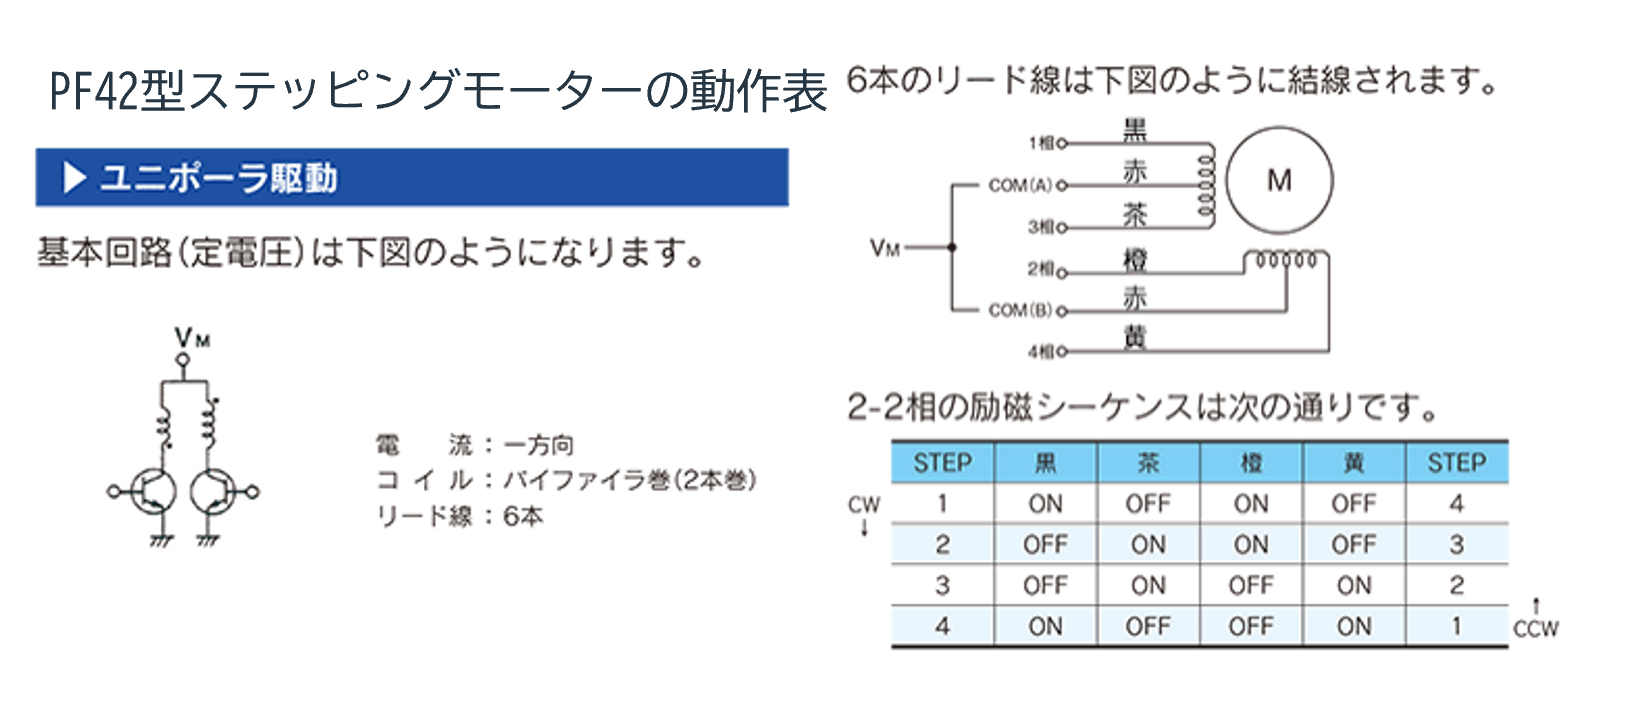 PF42型ステッピングモーターの動作表
▶ ユニポーラ駆動
基本回路(定電圧)は下図のようになります。
VM
電　流：一方向
コイル：バイファイラ巻(2本巻)
リード線：6本
6本のリード線は下図のように結線されます。
1相 黒
COM(A) 赤
3相 茶
M
VM
2相 橙
COM(B) 赤
4相 黄
2-2相の励磁シーケンスは次の通りです。
STEP 黒 茶 橙 黄 STEP
CW ↓
1 ON OFF ON OFF 4
2 OFF ON ON OFF 3
3 OFF ON OFF ON 2
4 ON OFF OFF ON 1
↑ CCW